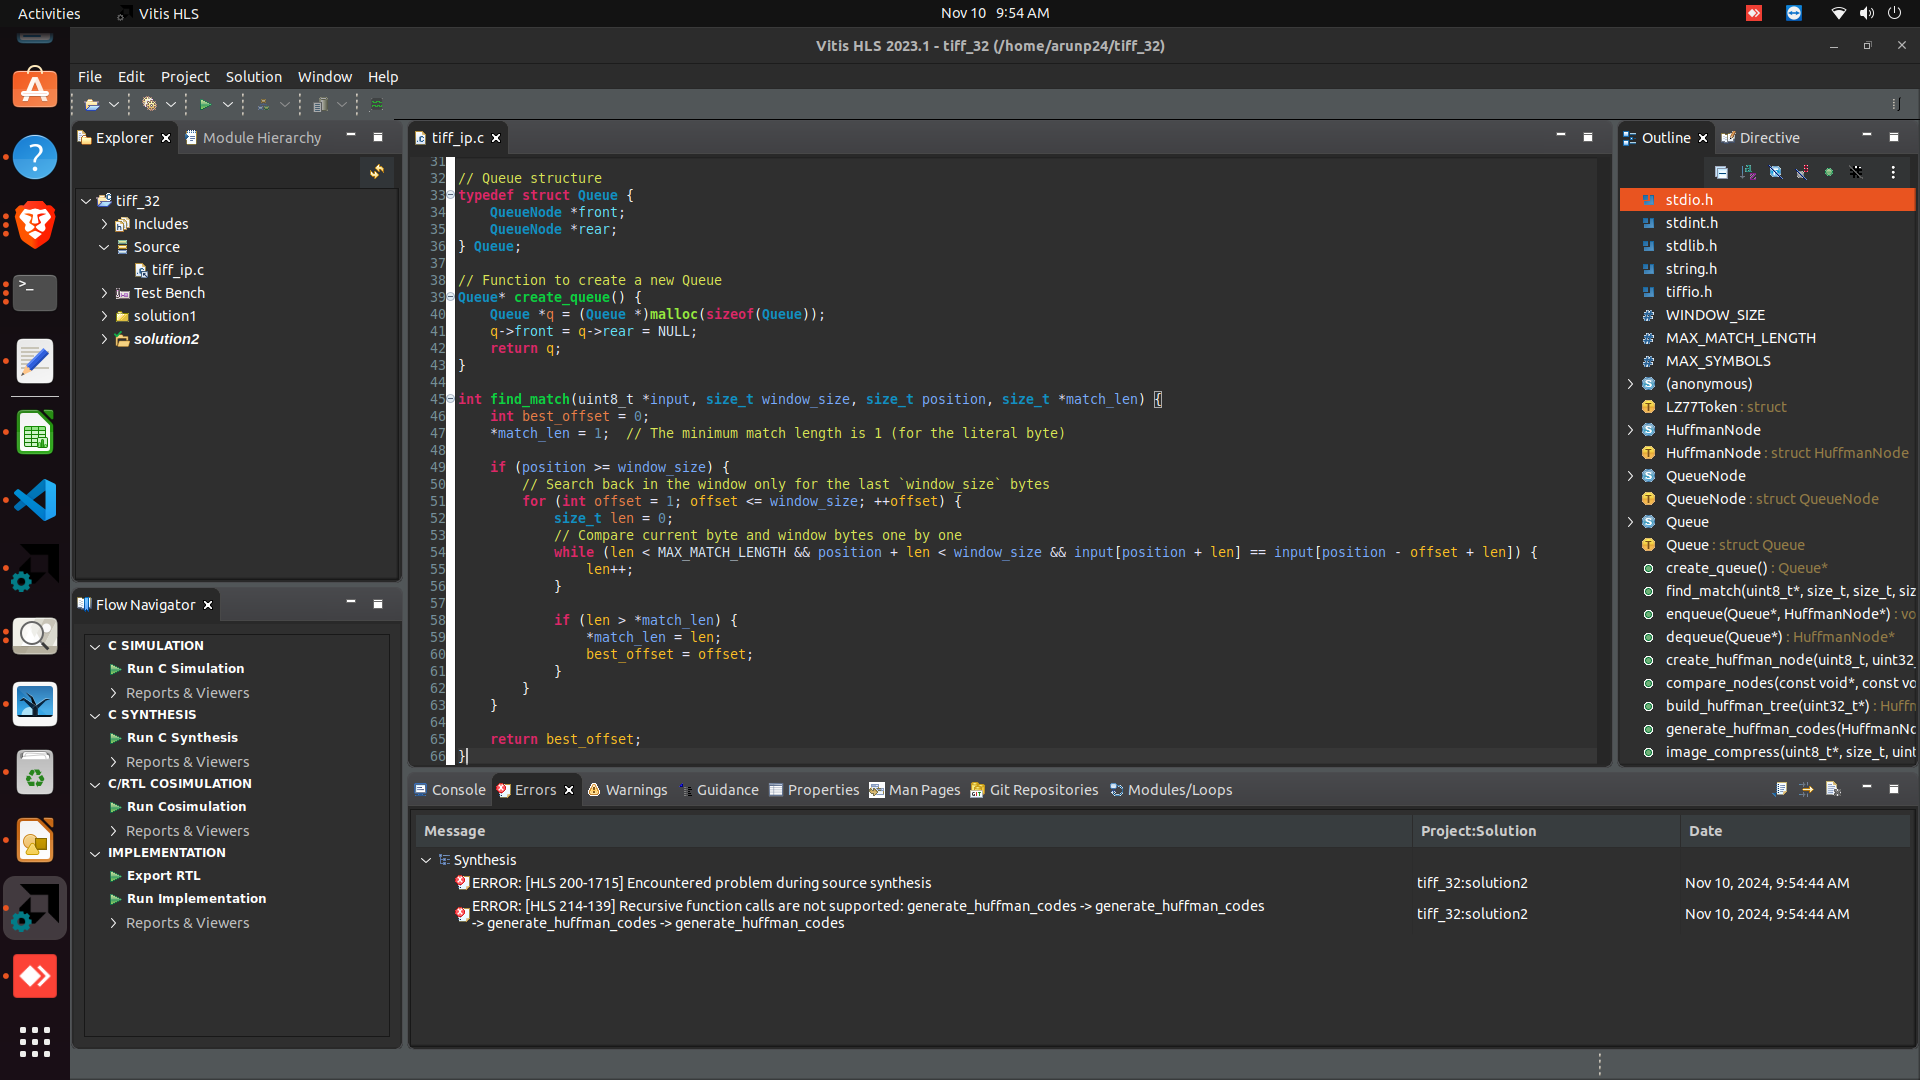 Activities
Vitis HLS
Nov 10 9:54 AM
Vitis HLS 2023.1 - tiff_32 (/home/arunp24/tiff_32)
File Edit Project Solution Window Help
Explorer
Module Hierarchy
tiff_32
Includes
Source
tiff_ip.c
Test Bench
solution1
solution2
Flow Navigator
C SIMULATION
Run C Simulation
Reports & Viewers
C SYNTHESIS
Run C Synthesis
Reports & Viewers
C/RTL COSIMULATION
Run Cosimulation
Reports & Viewers
IMPLEMENTATION
Export RTL
Run Implementation
Reports & Viewers
tiff_ip.c
31
32 // Queue structure
33 typedef struct Queue {
34 QueueNode *front;
35 QueueNode *rear;
36 } Queue;
37
38 // Function to create a new Queue
39 Queue* create_queue() {
40 Queue *q = (Queue *)malloc(sizeof(Queue));
41 q->front = q->rear = NULL;
42 return q;
43 }
44
45 int find_match(uint8_t *input, size_t window_size, size_t position, size_t *match_len) {
46 int best_offset = 0;
47 *match_len = 1; // The minimum match length is 1 (for the literal byte)
48
49 if (position >= window_size) {
50 // Search back in the window only for the last `window_size` bytes
51 for (int offset = 1; offset <= window_size; ++offset) {
52 size_t len = 0;
53 // Compare current byte and window bytes one by one
54 while (len < MAX_MATCH_LENGTH && position + len < window_size && input[position + len] == input[position - offset + len]) {
55 len++;
56 }
57
58 if (len > *match_len) {
59 *match_len = len;
60 best_offset = offset;
61 }
62 }
63 }
64
65 return best_offset;
66 }
Outline
Directive
stdio.h
stdint.h
stdlib.h
string.h
tiffio.h
WINDOW_SIZE
MAX_MATCH_LENGTH
MAX_SYMBOLS
(anonymous)
LZ77Token : struct
HuffmanNode
HuffmanNode : struct HuffmanNode
QueueNode
QueueNode : struct QueueNode
Queue
Queue : struct Queue
create_queue() : Queue*
find_match(uint8_t*, size_t, size_t, siz
enqueue(Queue*, HuffmanNode*) : vo
dequeue(Queue*) : HuffmanNode*
create_huffman_node(uint8_t, uint32_
compare_nodes(const void*, const vo
build_huffman_tree(uint32_t*) : Huffm
generate_huffman_codes(HuffmanNo
image_compress(uint8_t*, size_t, uint
Console Errors Warnings Guidance Properties Man Pages Git Repositories Modules/Loops
Message Project:Solution Date
Synthesis
ERROR: [HLS 200-1715] Encountered problem during source synthesis tiff_32:solution2 Nov 10, 2024, 9:54:44 AM
ERROR: [HLS 214-139] Recursive function calls are not supported: generate_huffman_codes -> generate_huffman_codes
-> generate_huffman_codes -> generate_huffman_codes tiff_32:solution2 Nov 10, 2024, 9:54:44 AM